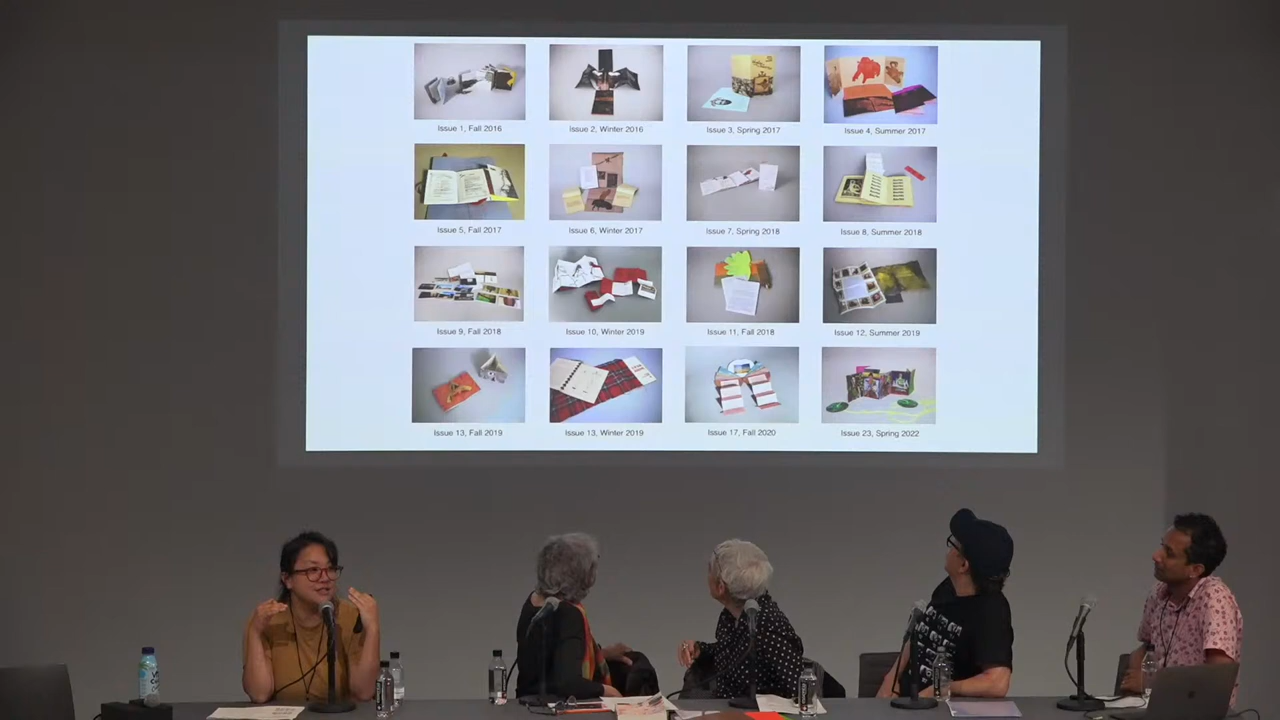 Issue 1, Fall 2016
Issue 2, Winter 2016
Issue 3, Spring 2017
Issue 4, Summer 2017
Issue 5, Fall 2017
Issue 6, Winter 2017
Issue 7, Spring 2018
Issue 8, Summer 2018
Issue 9, Fall 2018
Issue 10, Winter 2019
Issue 11, Fall 2018
Issue 12, Summer 2019
Issue 13, Fall 2019
Issue 13, Winter 2019
Issue 17, Fall 2020
Issue 23, Spring 2022